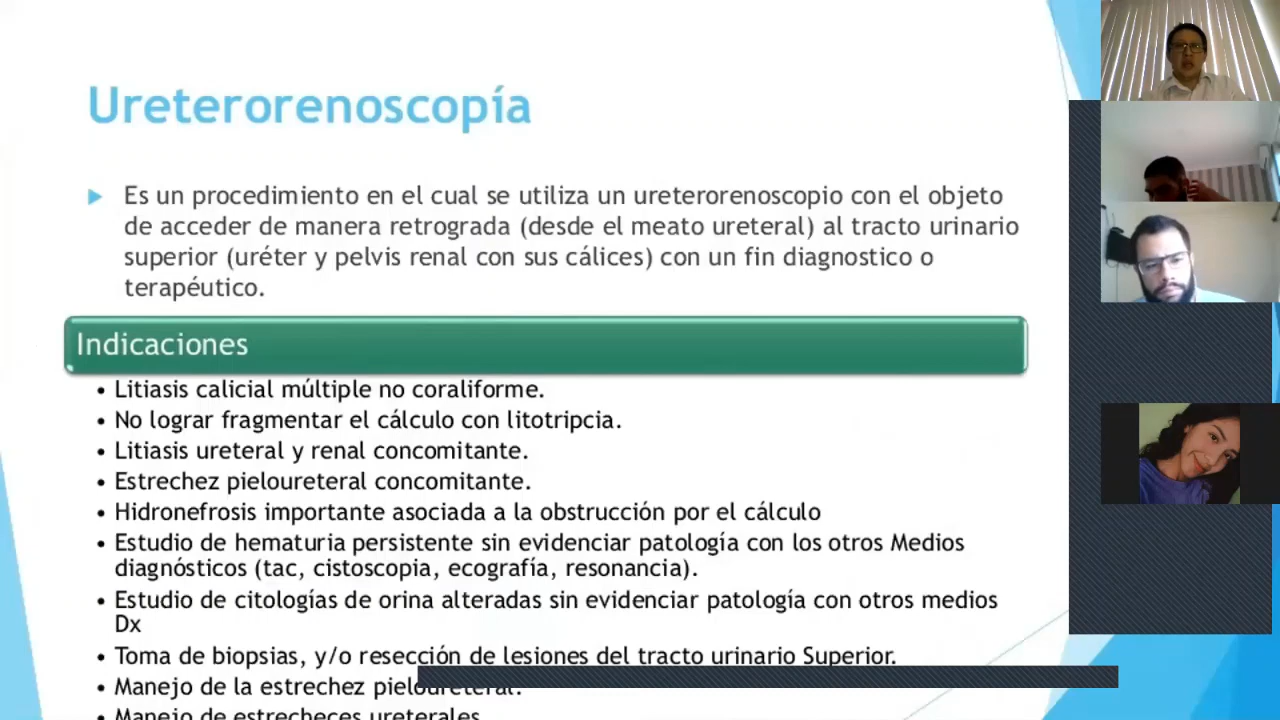 Ureterorenoscopía
Es un procedimiento en el cual se utiliza un ureterorenoscopio con el objeto
de acceder de manera retrograda (desde el meato ureteral) al tracto urinario
superior (uréter y pelvis renal con sus cálices) con un fin diagnostico o
terapéutico.
Indicaciones
• Litiasis calicial múltiple no coraliforme.
• No lograr fragmentar el cálculo con litotripcia.
• Litiasis ureteral y renal concomitante.
• Estrechez pieloureteral concomitante.
• Hidronefrosis importante asociada a la obstrucción por el cálculo
• Estudio de hematuria persistente sin evidenciar patología con los otros Medios
diagnósticos (tac, cistoscopia, ecografía, resonancia).
• Estudio de citologías de orina alteradas sin evidenciar patología con otros medios
Dx
• Toma de biopsias, y/o resección de lesiones del tracto urinario Superior.
• Manejo de la estrechez pieloureteral.
• Manejo de estrecheces ureterales